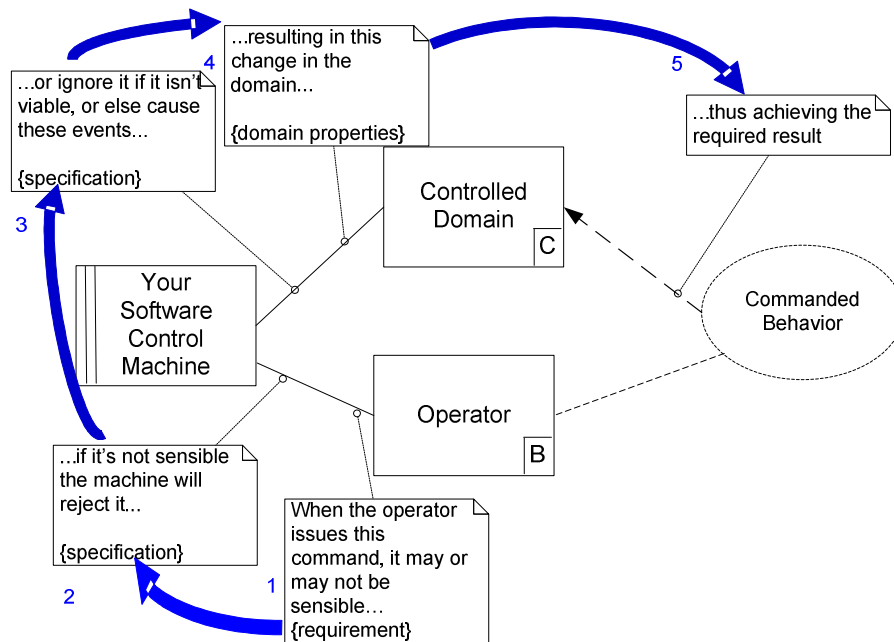 4
…resulting in this
change in the
domain…
{domain properties}
5
…or ignore it if it isn't
viable, or else cause
these events…
{specification}
…thus achieving the
required result
3
Controlled
Domain
C
Your
Software
Control
Machine
Commanded
Behavior
Operator
B
…if it's not sensible
the machine will
reject it…
{specification}
2
1
When the operator
issues this
command, it may or
may not be
sensible…
{requirement}